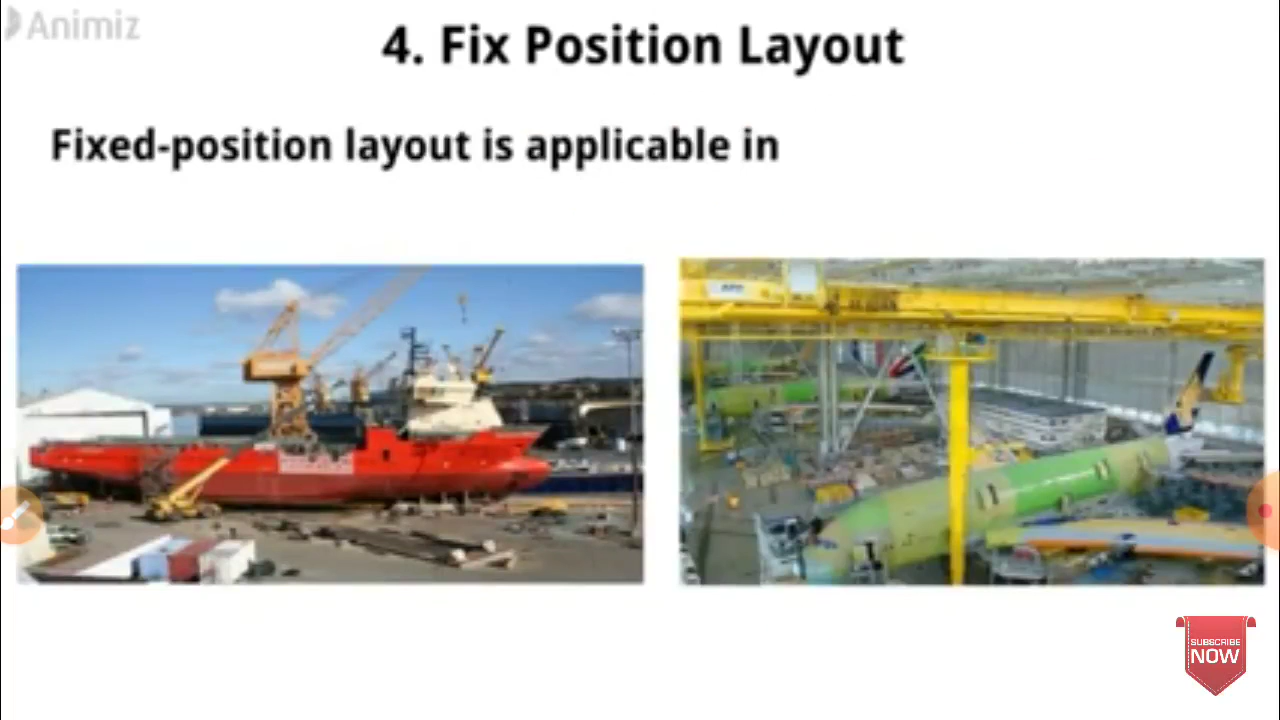 Animiz
4. Fix Position Layout
Fixed-position layout is applicable in
SUBSCRIBE
NOW